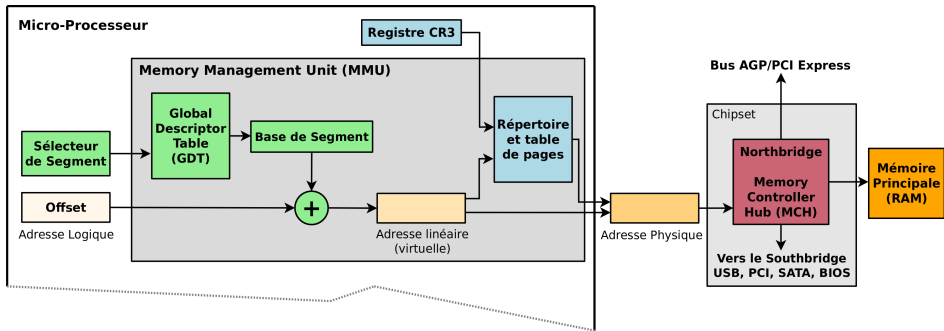 Micro-Processeur
Registre CR3
Memory Management Unit (MMU)
Sélecteur
de Segment
Global
Descriptor
Table
(GDT)
Base de Segment
Répertoire
et table
de pages
Offset
Adresse Logique
+
Adresse linéaire
(virtuelle)
Adresse Physique
Bus AGP/PCI Express
Chipset
Northbridge
Memory
Controller
Hub (MCH)
Mémoire
Principale
(RAM)
Vers le Southbridge
USB, PCI, SATA, BIOS